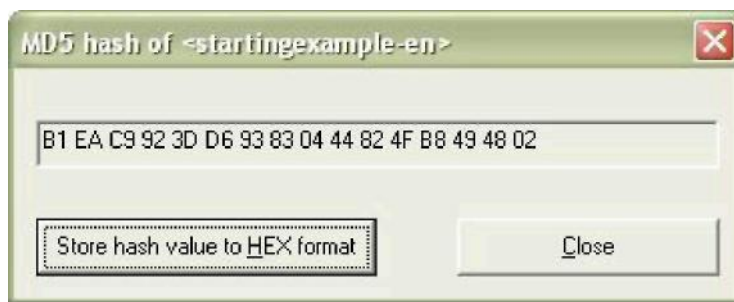 MD5 hash of <startingexample-en>
B1 EA C9 92 3D D6 93 83 04 44 82 4F B8 49 48 02
Store hash value to HEX format
Close